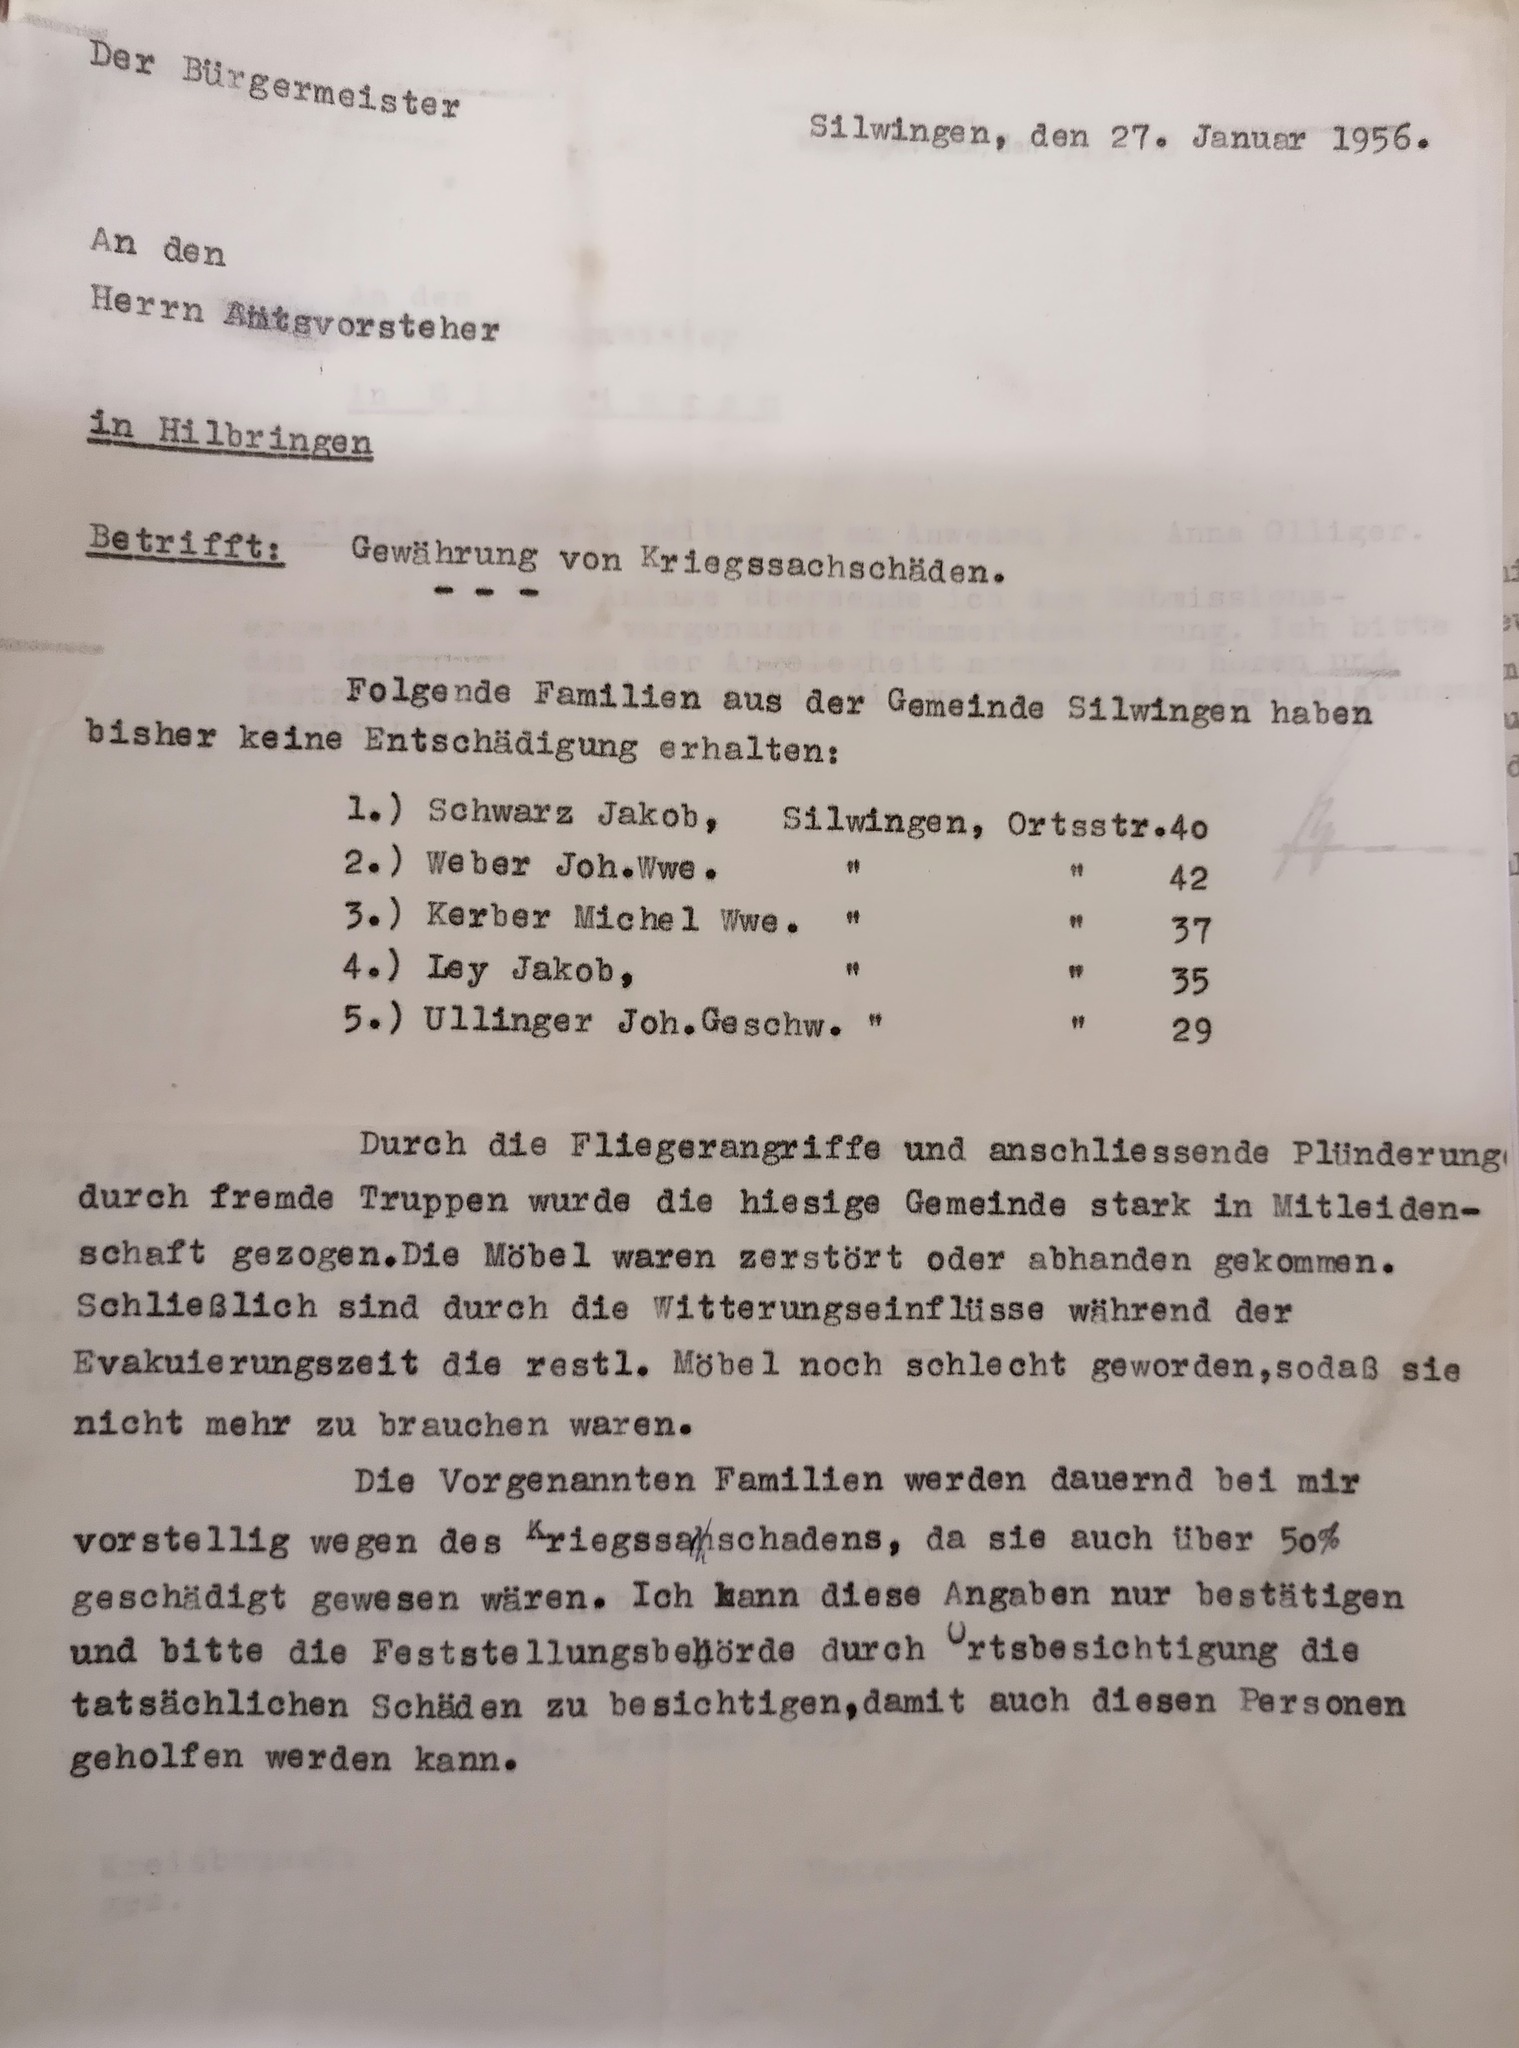 Der Bürgermeister
Silwingen, den 27. Januar 1956.
An den
Herrn Amtsvorsteher
in Hilbringen
Betrifft: Gewährung von Kriegssachschäden.
- - -
Folgende Familien aus der Gemeinde Silwingen haben
bisher keine Entschädigung erhalten:
1.) Schwarz Jakob, Silwingen, Ortsstr.40
2.) Weber Joh.Wwe. " " 42
3.) Kerber Michel Wwe. " " 37
4.) Ley Jakob, " " 35
5.) Ullinger Joh.Geschw. " " 29
Durch die Fliegerangriffe und anschliessende Plünderung
durch fremde Truppen wurde die hiesige Gemeinde stark in Mitleiden-
schaft gezogen.Die Möbel waren zerstört oder abhanden gekommen.
Schließlich sind durch die Witterungseinflüsse während der
Evakuierungszeit die restl. Möbel noch schlecht geworden,sodaß sie
nicht mehr zu brauchen waren.
Die Vorgenannten Familien werden dauernd bei mir
vorstellig wegen des Kriegssahschadens, da sie auch über 50%
geschädigt gewesen wären. Ich kann diese Angaben nur bestätigen
und bitte die Feststellungsbehörde durch Ortsbesichtigung die
tatsächlichen Schäden zu besichtigen,damit auch diesen Personen
geholfen werden kann.